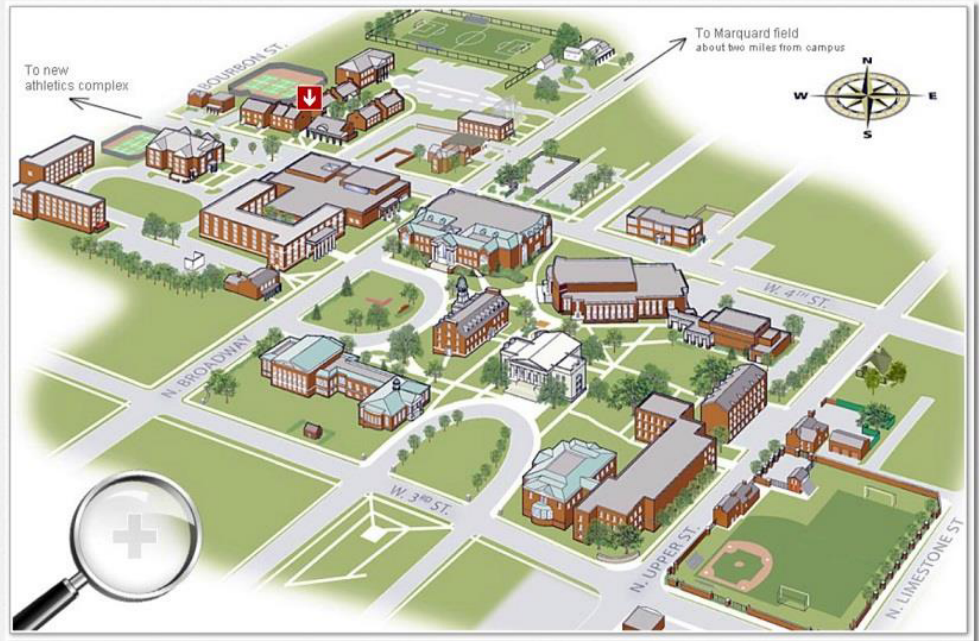 To Marquard field
about two miles from campus
BOURBON ST.
To new
athletics complex
N
W
E
S
W. 4TH ST.
N. BROADWAY
W. 3RD ST.
N. UPPER ST.
N. LIMESTONE ST